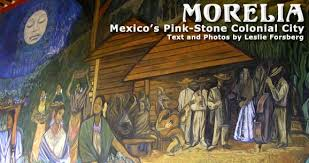 MORELIA
Mexico's Pink-Stone Colonial City
Text and Photos by Leslie Forsberg